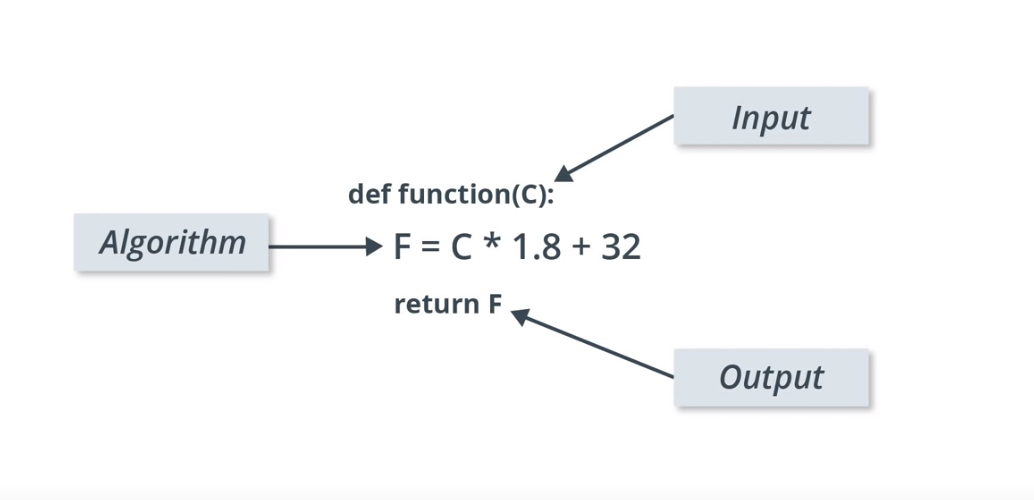 Input
def function(C):
Algorithm
F = C * 1.8 + 32
return F
Output